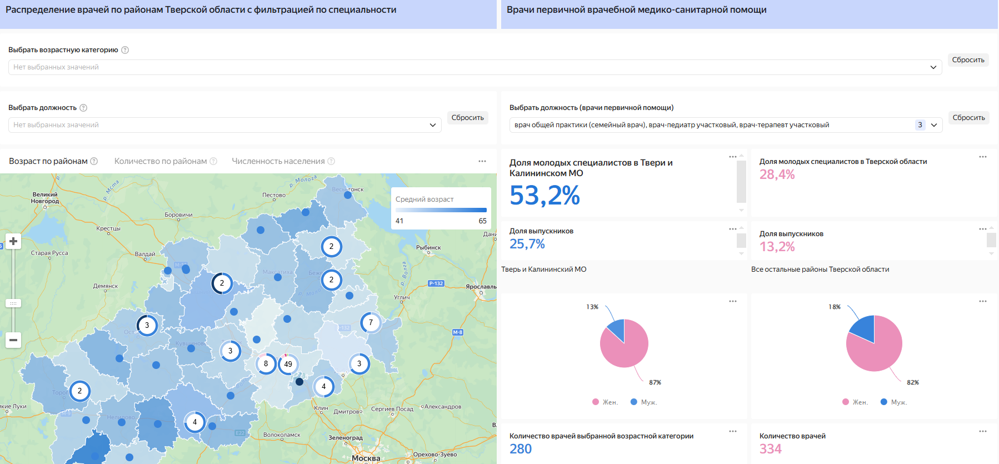 Распределение врачей по районам Тверской области с фильтрацией по специальности
Врачи первичной врачебной медико-санитарной помощи
Выбрать возрастную категорию
Нет выбранных значений
Сбросить
Выбрать должность
Нет выбранных значений
Сбросить
Выбрать должность (врачи первичной помощи)
врач общей практики (семейный врач), врач-педиатр участковый, врач-терапевт участковый
3
Сбросить
Возраст по районам
Количество по районам
Численность населения
Средний возраст
41
65
р. Мста
р. Молога
Великий
Новгород
Пестово
Боровичи
Крестцы
Старая Русса
Валдай
Демянск
Рыбинск
Р-132
Ярославль
Углич
р. Волга
М-8
Максатиха
Нелидово
Кувшиново
М-9
Е22
Клин
Дмитров
Сергиев Посад
Александров
Волоколамск
Зеленоград
Москва
Орехово-Зуево
2
2
2
3
7
3
8
49
3
4
2
4
Доля молодых специалистов в Твери и
Калининском МО
53,2%
Доля молодых специалистов в Тверской области
28,4%
Доля выпускников
25,7%
Доля выпускников
13,2%
Тверь и Калининский МО
Все остальные районы Тверской области
13%
87%
Жен.
Муж.
18%
82%
Жен.
Муж.
Количество врачей выбранной возрастной категории
280
Количество врачей
334